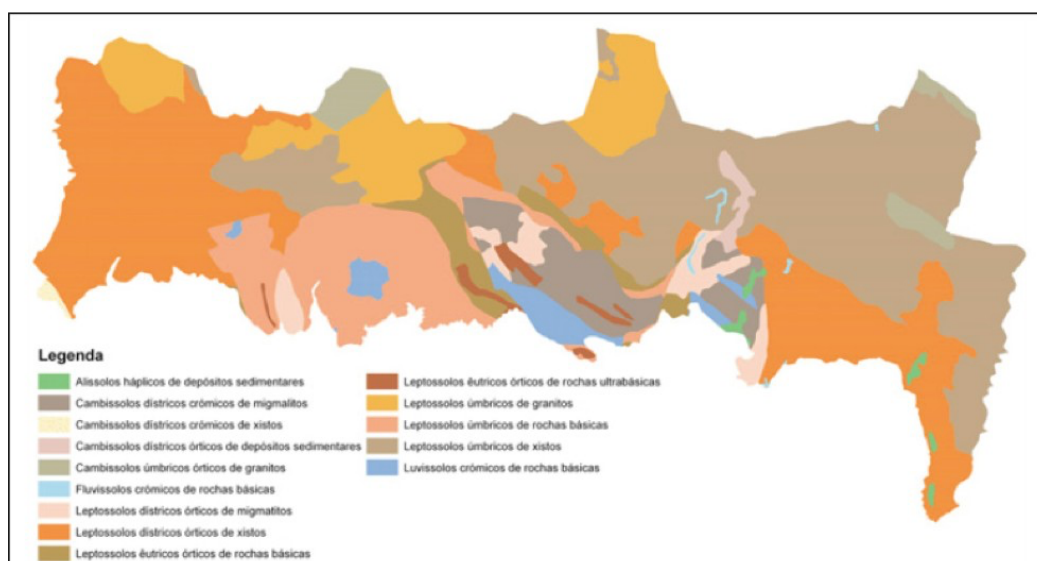 Legenda
Alissolos háplicos de depósitos sedimentares
Cambissolos dístricos crómicos de migmalitos
Cambissolos dístricos crómicos de xistos
Cambissolos dístricos órticos de depósitos sedimentares
Cambissolos úmbricos órticos de granitos
Fluvissolos crómicos de rochas básicas
Leptossolos dístricos órticos de migmatitos
Leptossolos dístricos órticos de xistos
Leptossolos êutricos órticos de rochas básicas
Leptossolos êutricos órticos de rochas ultrabásicas
Leptossolos úmbricos de granitos
Leptossolos úmbricos de rochas básicas
Leptossolos úmbricos de xistos
Luvissolos crómicos de rochas básicas